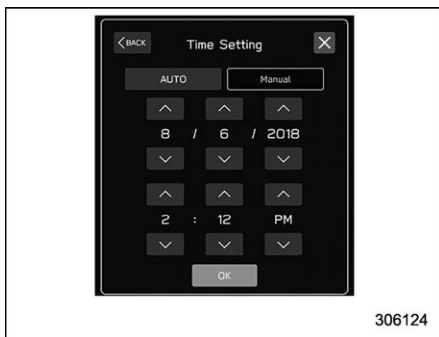 BACK Time Setting X
AUTO Manual
8 / 6 / 2018
2 : 12 PM
OK
306124